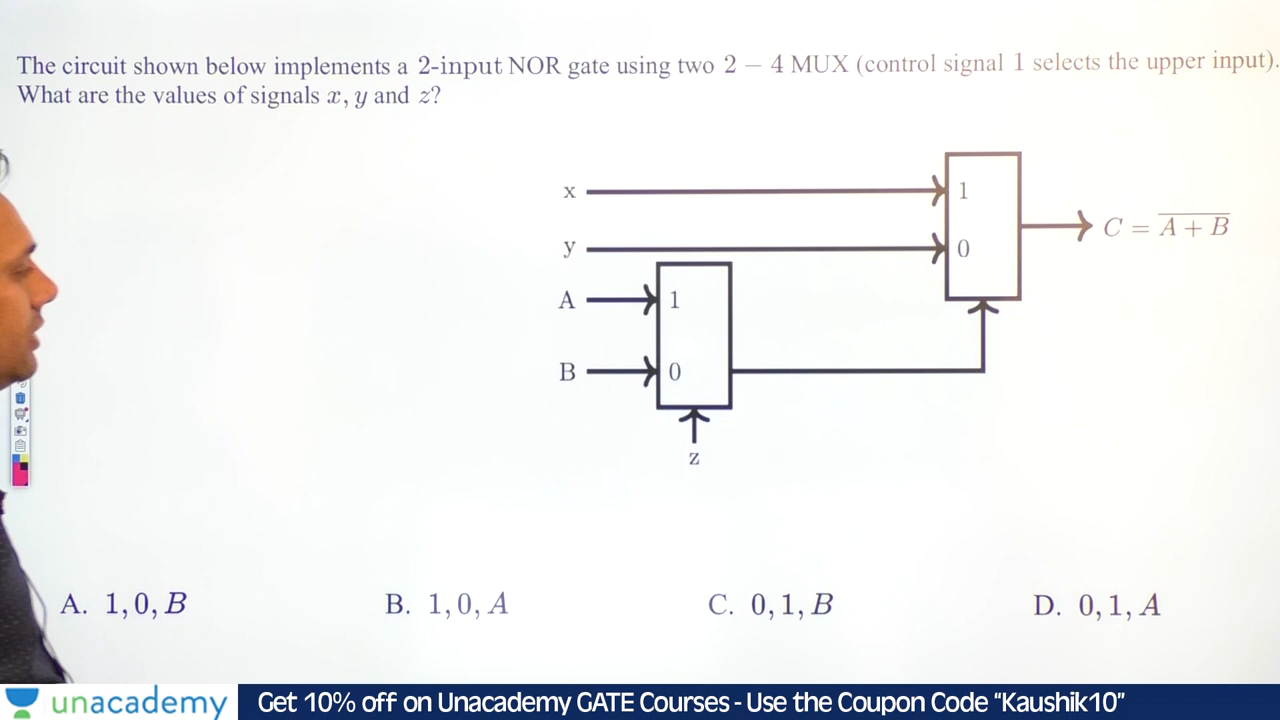 The circuit shown below implements a 2-input NOR gate using two 2 − 4 MUX (control signal 1 selects the upper input).
What are the values of signals x, y and z?
x
1
y
0
C = \overline{A + B}
A
1
B
0
z
A. 1, 0, B
B. 1, 0, A
C. 0, 1, B
D. 0, 1, A
unacademy
Get 10% off on Unacademy GATE Courses - Use the Coupon Code "Kaushik10"